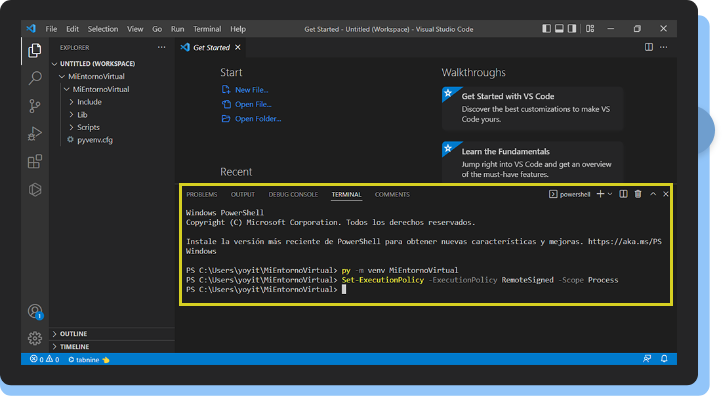 File Edit Selection View Go Run Terminal Help Get Started - Untitled (Workspace) - Visual Studio Code
EXPLORER ...
UNTITLED (WORKSPACE)
MiEntornoVirtual
MiEntornoVirtual
Include
Lib
Scripts
pyvenv.cfg
OUTLINE
TIMELINE
Get Started
Start
New File...
Open File...
Open Folder...
Recent
Walkthroughs
Get Started with VS Code
Discover the best customizations to make VS
Code yours.
Learn the Fundamentals
Jump right into VS Code and get an overview
of the must-have features.
PROBLEMS OUTPUT DEBUG CONSOLE TERMINAL COMMENTS powershell
Windows PowerShell
Copyright (C) Microsoft Corporation. Todos los derechos reservados.
Instale la versión más reciente de PowerShell para obtener nuevas características y mejoras. https://aka.ms/PS
Windows
PS C:\Users\yoyit\MiEntornoVirtual> py -m venv MiEntornoVirtual
PS C:\Users\yoyit\MiEntornoVirtual> Set-ExecutionPolicy -ExecutionPolicy RemoteSigned -Scope Process
PS C:\Users\yoyit\MiEntornoVirtual>
0 0 tabnine
1